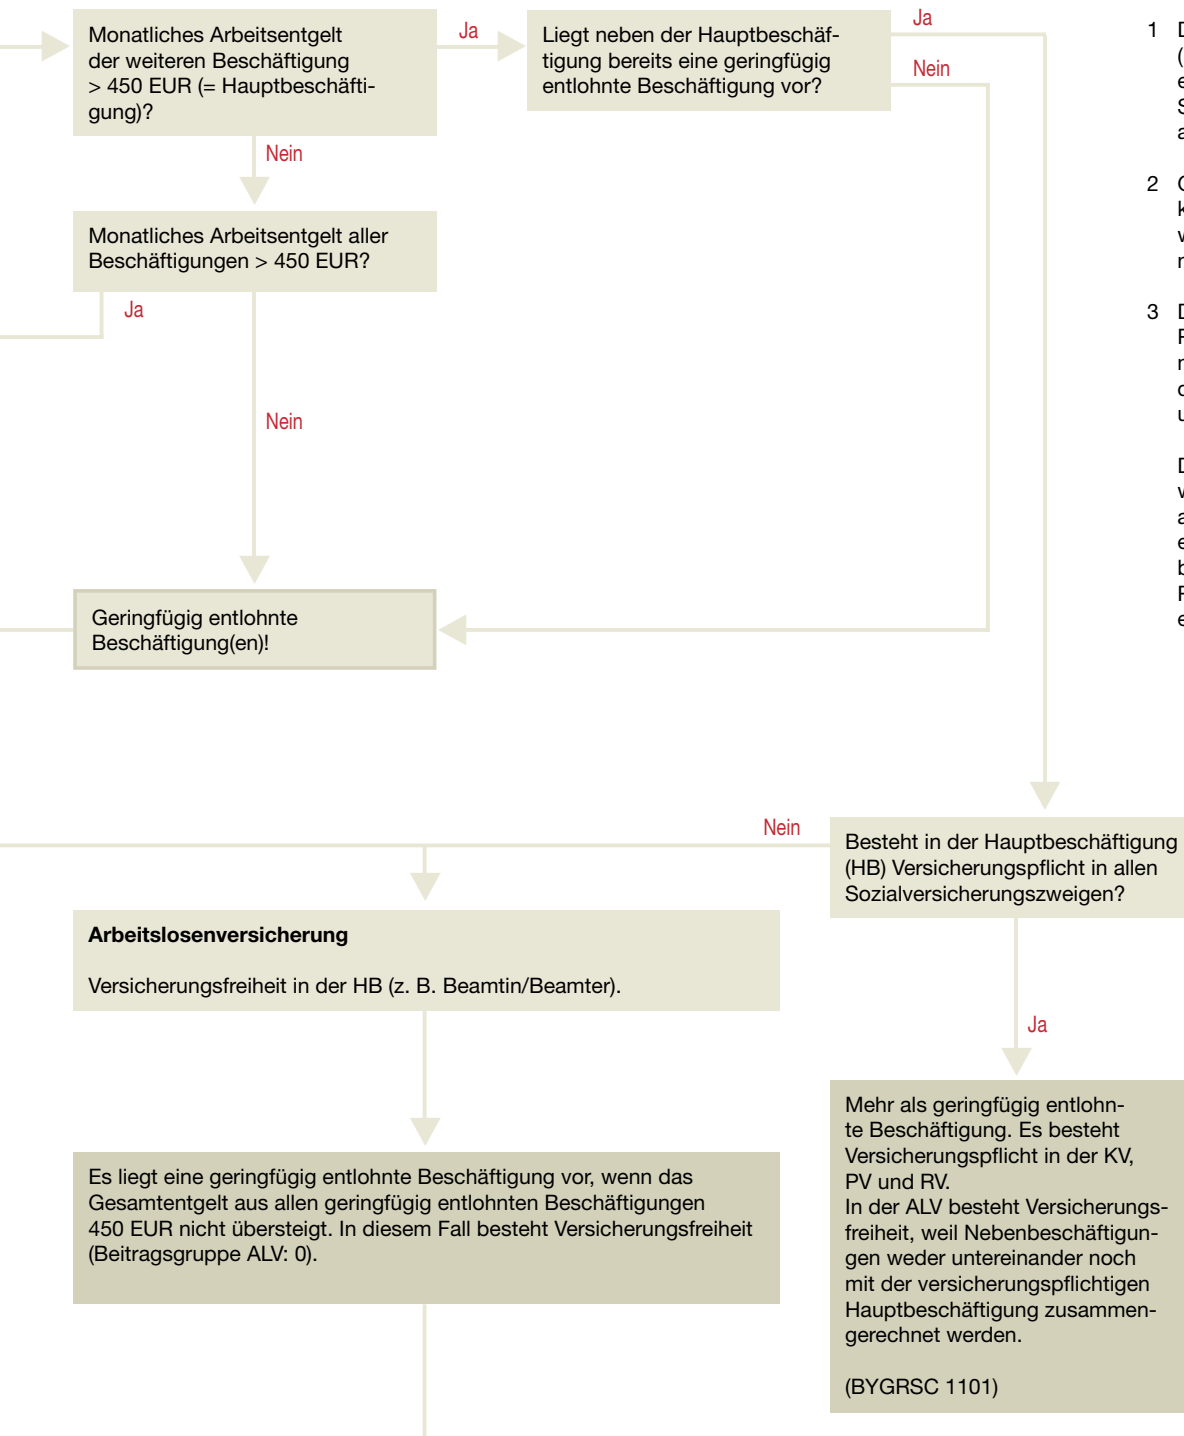 Monatliches Arbeitsentgelt
der weiteren Beschäftigung
> 450 EUR (= Hauptbeschäfti-
gung)?
Ja
Liegt neben der Hauptbeschäf-
tigung bereits eine geringfügig
entlohnte Beschäftigung vor?
Ja
Nein
Nein
Monatliches Arbeitsentgelt aller
Beschäftigungen > 450 EUR?
Ja
Nein
Geringfügig entlohnte
Beschäftigung(en)!
Nein
Besteht in der Hauptbeschäftigung
(HB) Versicherungspflicht in allen
Sozialversicherungszweigen?
Arbeitslosenversicherung
Versicherungsfreiheit in der HB (z. B. Beamtin/Beamter).
Ja
Es liegt eine geringfügig entlohnte Beschäftigung vor, wenn das
Gesamtentgelt aus allen geringfügig entlohnten Beschäftigungen
450 EUR nicht übersteigt. In diesem Fall besteht Versicherungsfreiheit
(Beitragsgruppe ALV: 0).
Mehr als geringfügig entlohn-
te Beschäftigung. Es besteht
Versicherungspflicht in der KV,
PV und RV.
In der ALV besteht Versicherungs-
freiheit, weil Nebenbeschäftigun-
gen weder untereinander noch
mit der versicherungspflichtigen
Hauptbeschäftigung zusammen-
gerechnet werden.
(BYGRSC 1101)
1
2
3